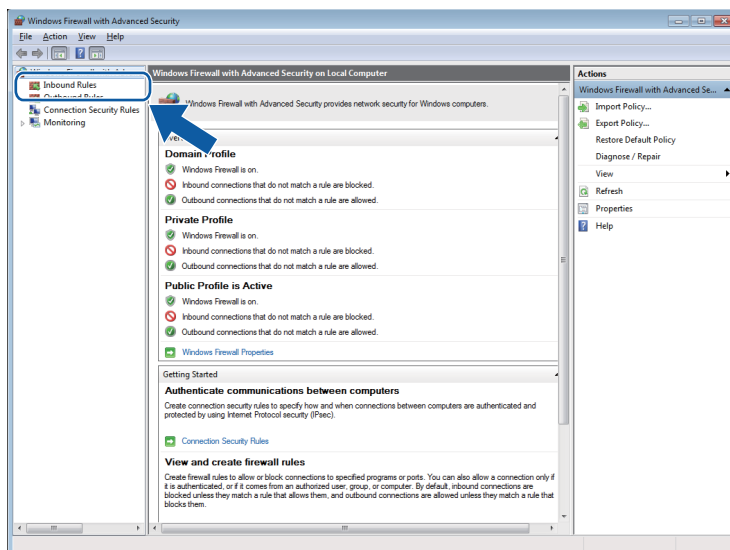 Windows Firewall with Advanced Security
File Action View Help
Inbound Rules
Outbound Rules
Connection Security Rules
Monitoring
Windows Firewall with Advanced Security on Local Computer
Windows Firewall with Advanced Security provides network security for Windows computers.
Domain Profile
Windows Firewall is on.
Inbound connections that do not match a rule are blocked.
Outbound connections that do not match a rule are allowed.
Private Profile
Windows Firewall is on.
Inbound connections that do not match a rule are blocked.
Outbound connections that do not match a rule are allowed.
Public Profile is Active
Windows Firewall is on.
Inbound connections that do not match a rule are blocked.
Outbound connections that do not match a rule are allowed.
Windows Firewall Properties
Getting Started
Authenticate communications between computers
Create connection security rules to specify how and when connections between computers are authenticated and
protected by using Internet Protocol security (IPsec).
Connection Security Rules
View and create firewall rules
Create firewall rules to allow or block connections to specified programs or ports. You can also allow a connection only if
it is authenticated, or if it comes from an authorized user, group, or computer. By default, inbound connections are
blocked unless they match a rule that allows them, and outbound connections are allowed unless they match a rule that
blocks them.
Actions
Windows Firewall with Advanced Se...
Import Policy...
Export Policy...
Restore Default Policy
Diagnose / Repair
View
Refresh
Properties
Help